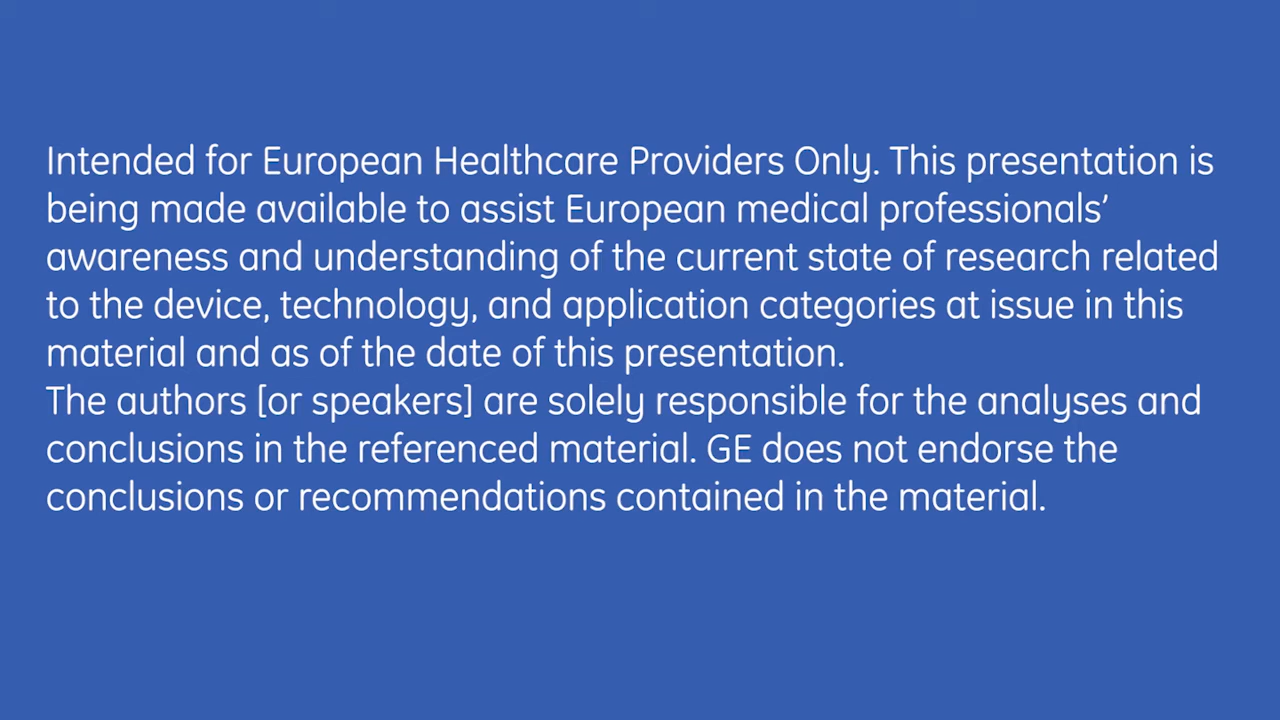 Intended for European Healthcare Providers Only. This presentation is
being made available to assist European medical professionals’
awareness and understanding of the current state of research related
to the device, technology, and application categories at issue in this
material and as of the date of this presentation.
The authors [or speakers] are solely responsible for the analyses and
conclusions in the referenced material. GE does not endorse the
conclusions or recommendations contained in the material.